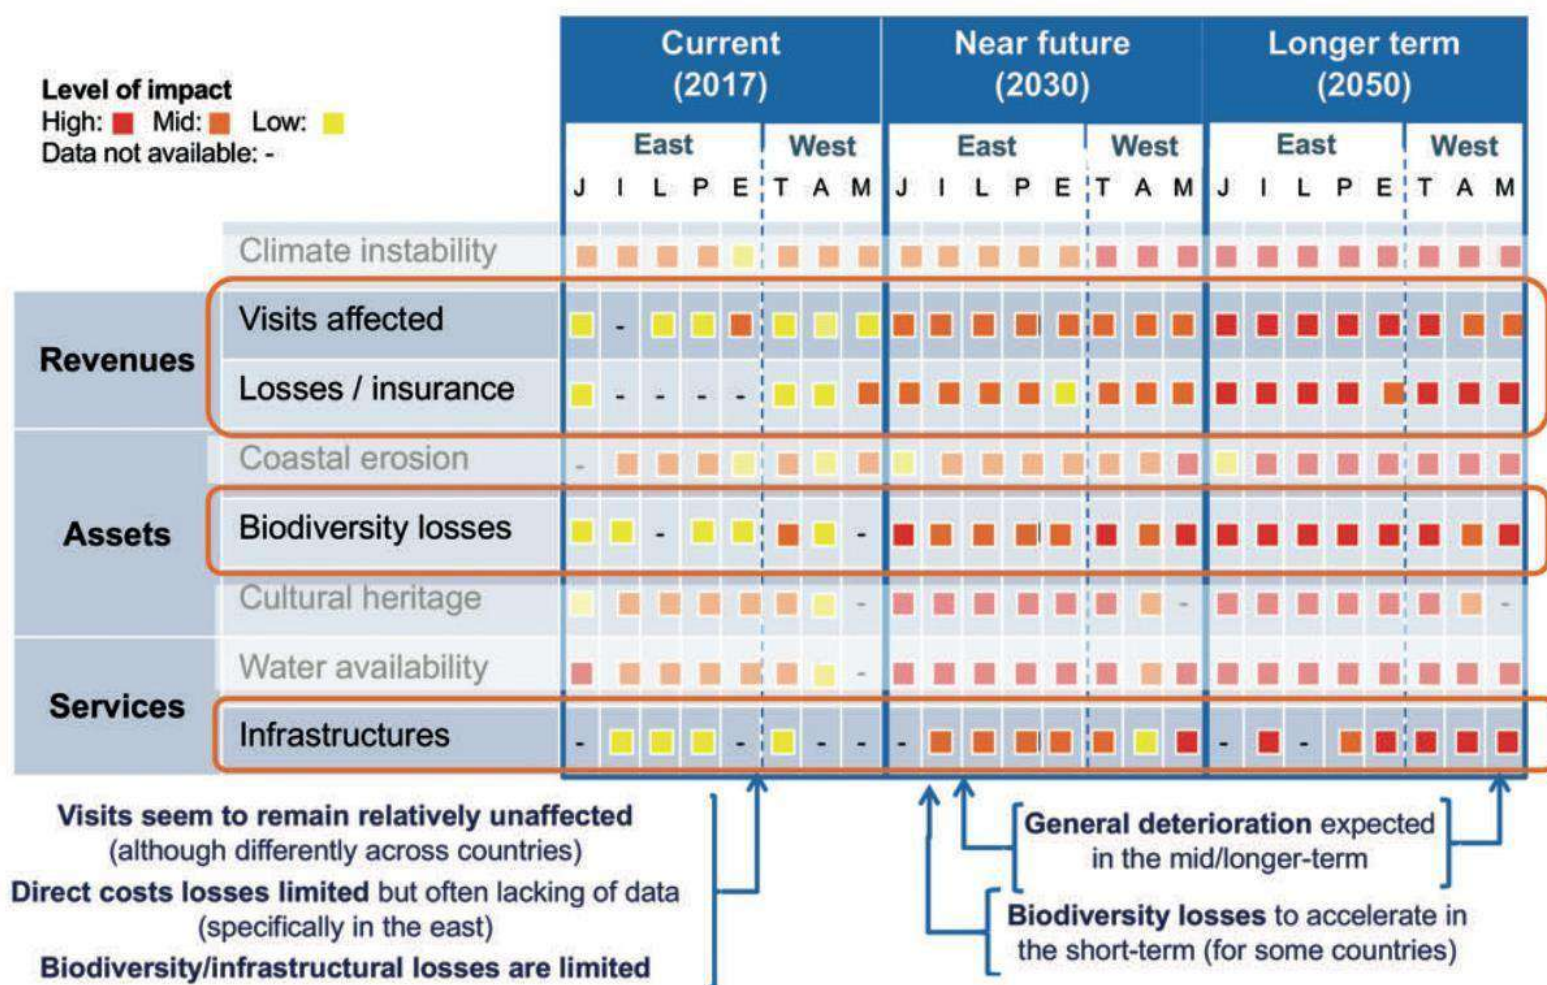 Current Near future Longer term
(2017) (2030) (2050)
Level of impact
High: Mid: Low:
Data not available: -
East West East West East West
J I L P E T A M J I L P E T A M J I L P E T A M
Climate instability
Revenues
Visits affected - 
Losses / insurance - - - -
Coastal erosion -
Assets
Biodiversity losses - -
Cultural heritage - - -
Water availability -
Services
Infrastructures - - - - - - -
Visits seem to remain relatively unaffected
(although differently across countries)
Direct costs losses limited but often lacking of data
(specifically in the east)
Biodiversity/infrastructural losses are limited
General deterioration expected
in the mid/longer-term
Biodiversity losses to accelerate in
the short-term (for some countries)